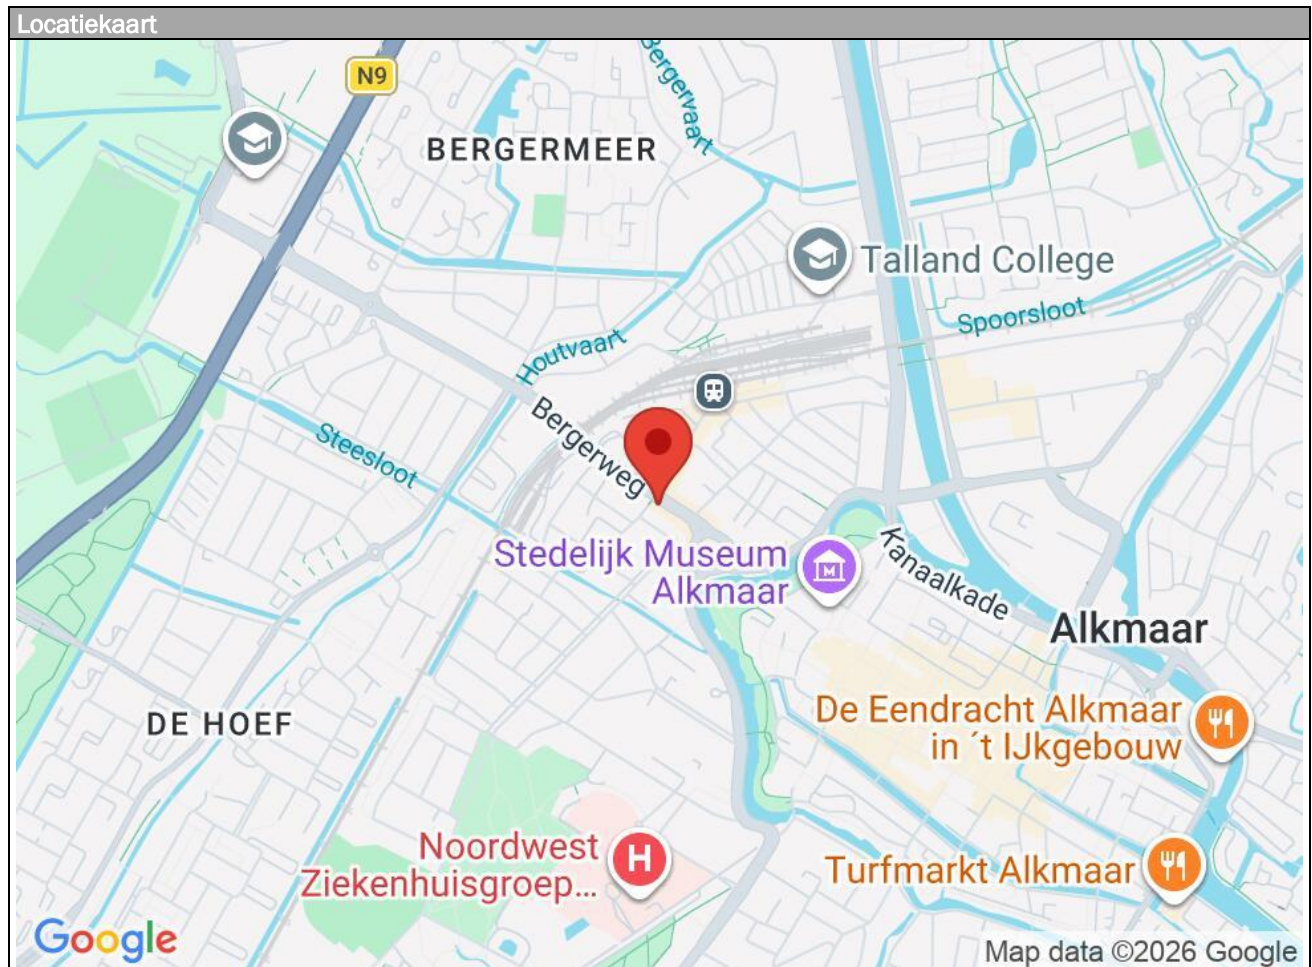 Locatiekaart
N9
Bergervaart
BERGERMEER
Talland College
Spoorsloot
Houtvaart
Bergerweg
Steesloot
Stedelijk Museum
Alkmaar
Kanaalkade
Alkmaar
De Eendracht Alkmaar
in ´t IJkgebouw
DE HOEF
Noordwest
Ziekenhuisgroep...
H
Turfmarkt Alkmaar
Google
Map data ©2026 Google